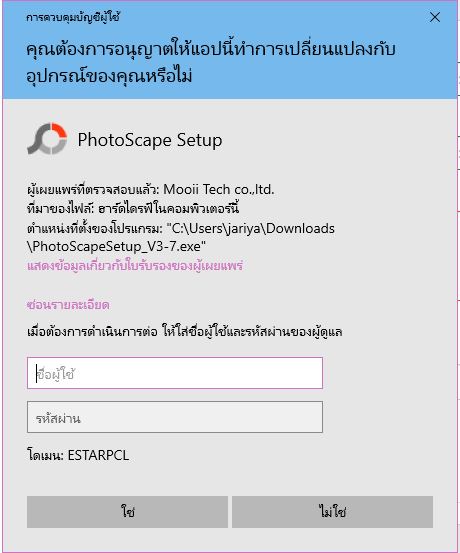 การควบคุมบัญชีผู้ใช้
คุณต้องการอนุญาตให้แอปนี้ทำการเปลี่ยนแปลงกับ
อุปกรณ์ของคุณหรือไม่
PhotoScape Setup
ผู้เผยแพร่ที่ตรวจสอบแล้ว: Mooii Tech co.,ltd.
ที่มาของไฟล์: ฮาร์ดไดรฟ์ในคอมพิวเตอร์นี้
ตำแหน่งที่ตั้งของโปรแกรม: "C:\Users\jariya\Downloads
\PhotoScapeSetup_V3-7.exe"
แสดงข้อมูลเกี่ยวกับใบรับรองของผู้เผยแพร่
ซ่อนรายละเอียด
เมื่อต้องการดำเนินการต่อ ให้ใส่ชื่อผู้ใช้และรหัสผ่านของผู้ดูแล
ชื่อผู้ใช้
รหัสผ่าน
โดเมน: ESTARPCL
ใช่ ไม่ใช่